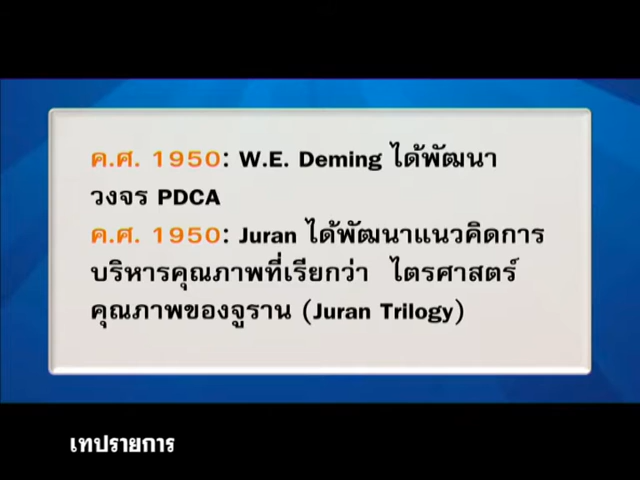 ค.ศ. 1950: W.E. Deming ได้พัฒนา
วงจร PDCA
ค.ศ. 1950: Juran ได้พัฒนาแนวคิดการ
บริหารคุณภาพที่เรียกว่า ไตรศาสตร์
คุณภาพของจูราน (Juran Trilogy)
เทปรายการ